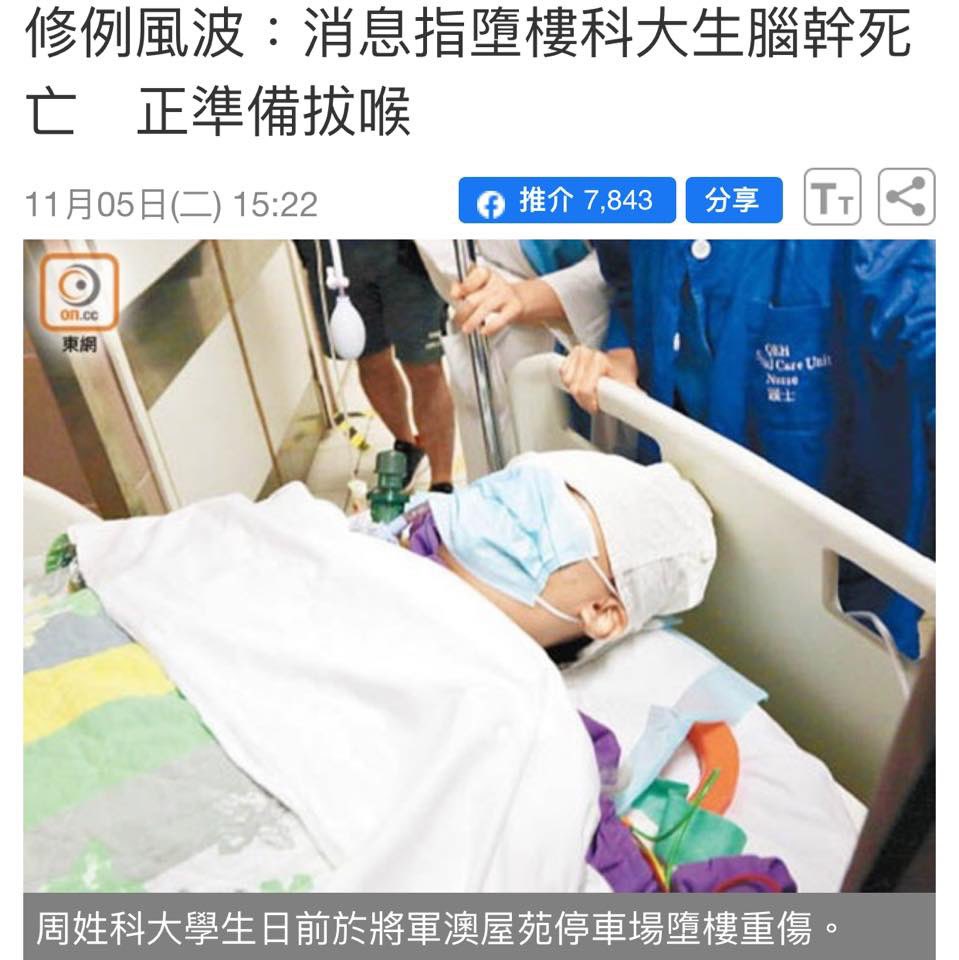 修例風波：消息指墮樓科大生腦幹死
亡　正準備拔喉
11月05日(二) 15:22
推介 7,843
分享
TT
on.cc
東網
Care Unit
Nurse
護士
周姓科大學生日前於將軍澳屋苑停車場墮樓重傷。